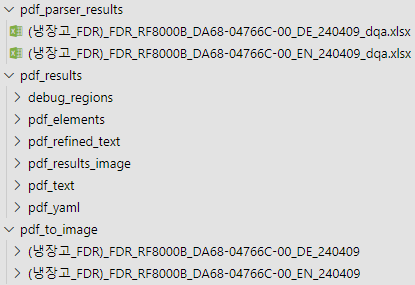 pdf_parser_results
(냉장고_FDR)_FDR_RF8000B_DA68-04766C-00_DE_240409_dqa.xlsx
(냉장고_FDR)_FDR_RF8000B_DA68-04766C-00_EN_240409_dqa.xlsx
pdf_results
debug_regions
pdf_elements
pdf_refined_text
pdf_results_image
pdf_text
pdf_yaml
pdf_to_image
(냉장고_FDR)_FDR_RF8000B_DA68-04766C-00_DE_240409
(냉장고_FDR)_FDR_RF8000B_DA68-04766C-00_EN_240409